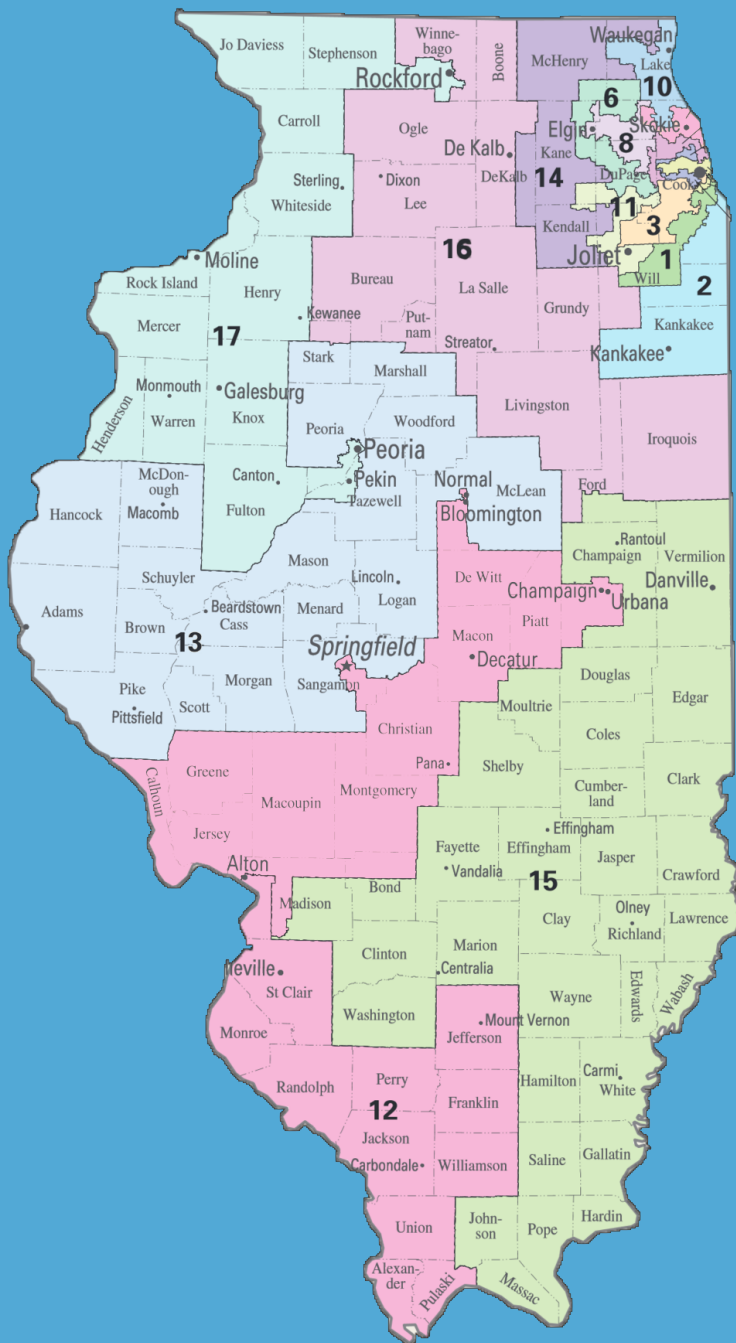 Jo Daviess
Stephenson
Winne-
bago
Boone
McHenry
Waukegan
Lake
10
Rockford
6
Carroll
Ogle
Elgin
Skokie
8
De Kalb
DeKalb
Kane
14
DuPage
Cook
Sterling
Whiteside
Dixon
Lee
11
3
Kendall
16
Joliet
1
Will
2
Moline
Rock Island
Henry
Bureau
La Salle
Grundy
Mercer
Kewanee
Put-
nam
Kankakee
17
Streator
Kankakee
Stark
Marshall
Monmouth
Galesburg
Henderson
Warren
Knox
Peoria
Woodford
Livingston
Iroquois
Peoria
Canton
Pekin
McDon-
ough
Normal
McLean
Ford
Hancock
Macomb
Fulton
Tazewell
Bloomington
Rantoul
Champaign
Vermilion
Mason
Schuyler
Lincoln
De Witt
Champaign
Danville
Urbana
Adams
Beardstown
Cass
Menard
Logan
Brown
13
Piatt
Springfield
Macon
Decatur
Douglas
Pike
Morgan
Sangamon
Pittsfield
Scott
Moultrie
Edgar
Christian
Coles
Pana
Shelby
Greene
Calhoun
Macoupin
Montgomery
Cumber-
land
Clark
Jersey
Effingham
Fayette
Effingham
Jasper
Alton
Vandalia
Crawford
Bond
15
Madison
Clay
Olney
Richland
Lawrence
Clinton
Marion
neville
Centralia
St Clair
Edwards
Wabash
Washington
Wayne
Monroe
Mount Vernon
Jefferson
Randolph
Perry
Hamilton
Carmi
White
12
Franklin
Jackson
Carbondale
Williamson
Saline
Gallatin
Union
John-
son
Pope
Hardin
Alexan-
der
Pulaski
Massac